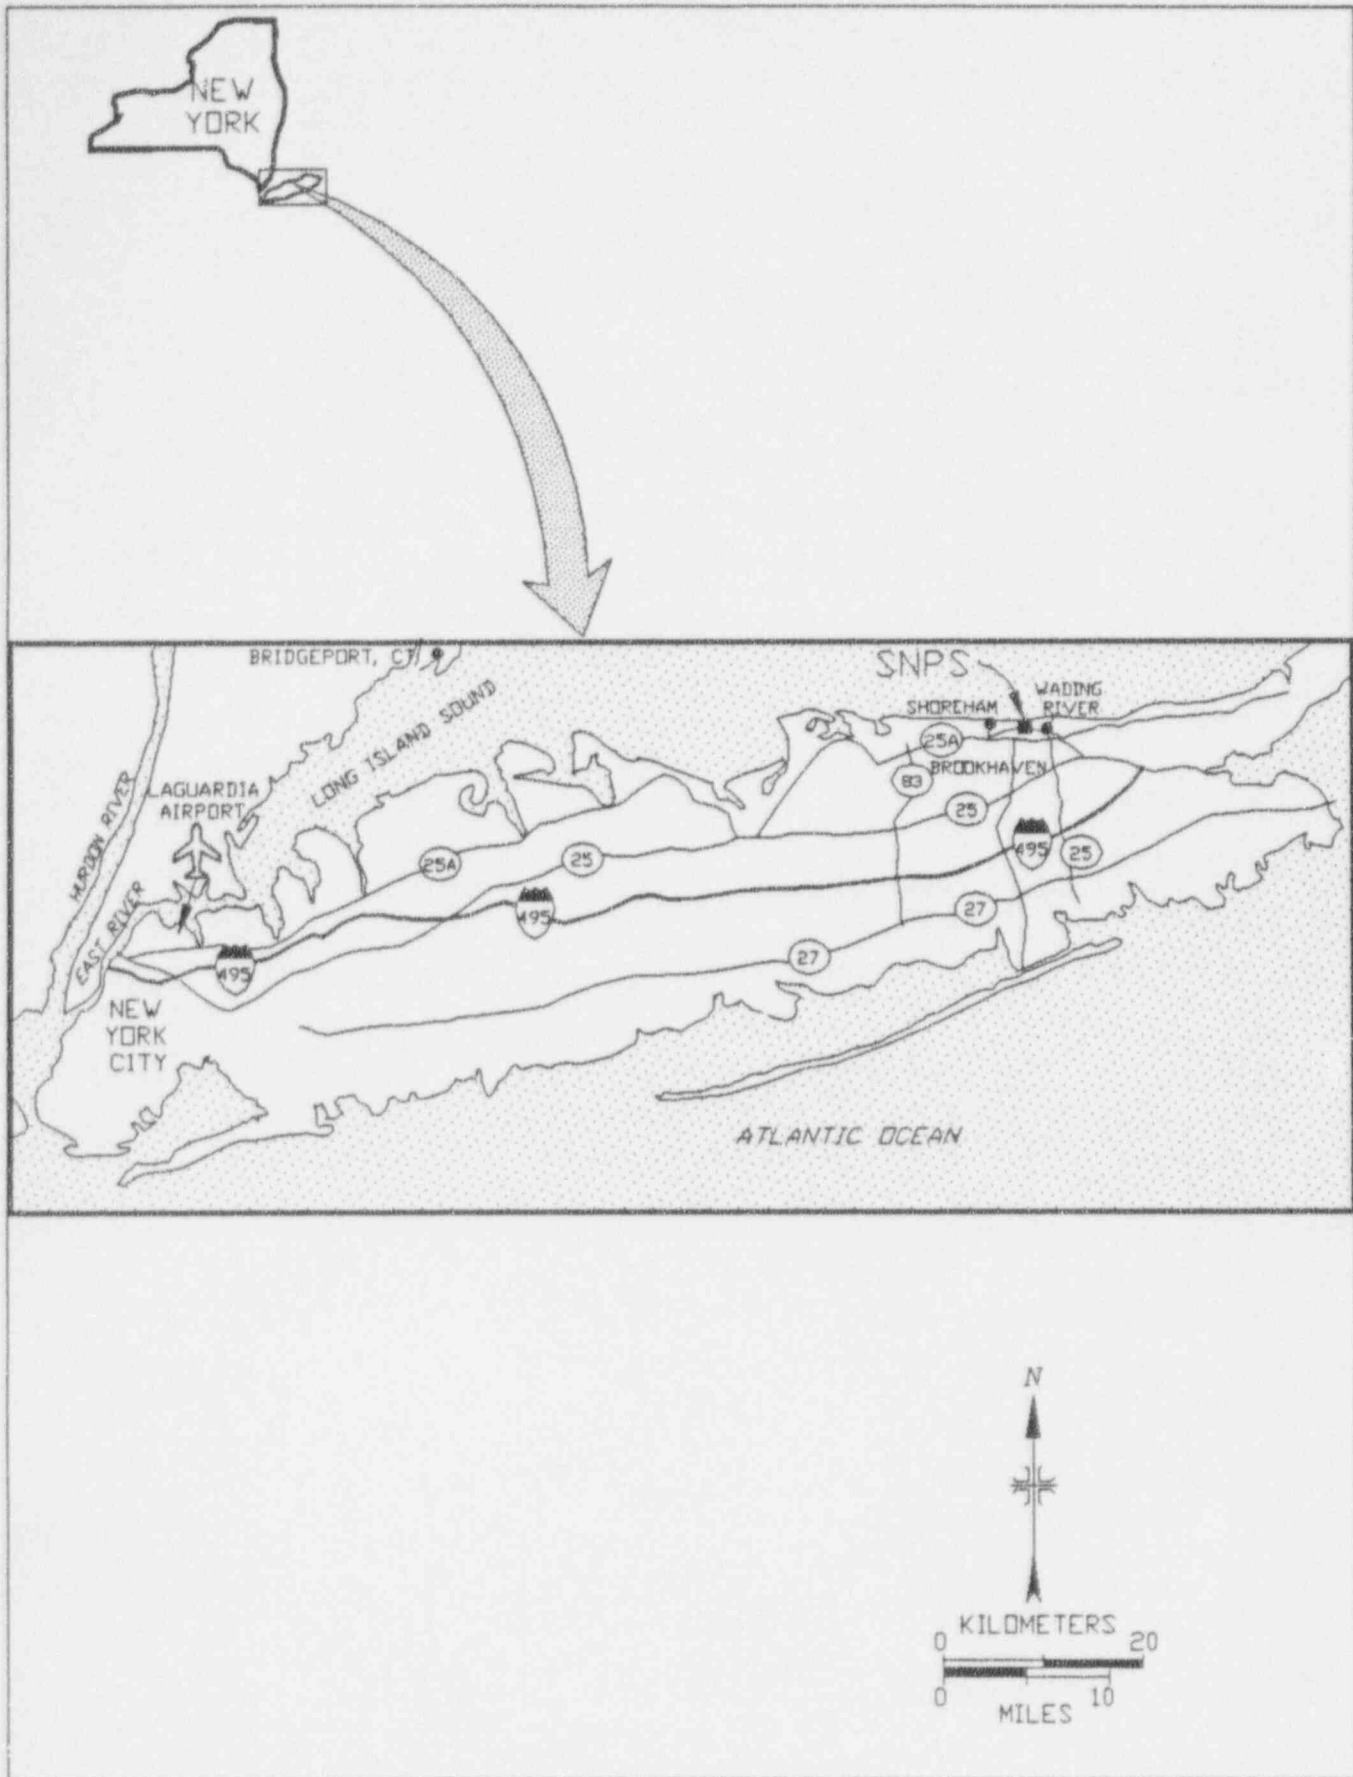 NEW
YORK
BRIDGEPORT, CT
SNPS
WADING
RIVER
SHOREHAM
LONG ISLAND SOUND
25A
BROOKHAVEN
83
HURDON RIVER
LAGUARDIA
AIRPORT
25
495
25
25A
25
495
27
EAST RIVER
495
27
NEW
YORK
CITY
ATLANTIC OCEAN
N
KILOMETERS
0 20
0 10
MILES